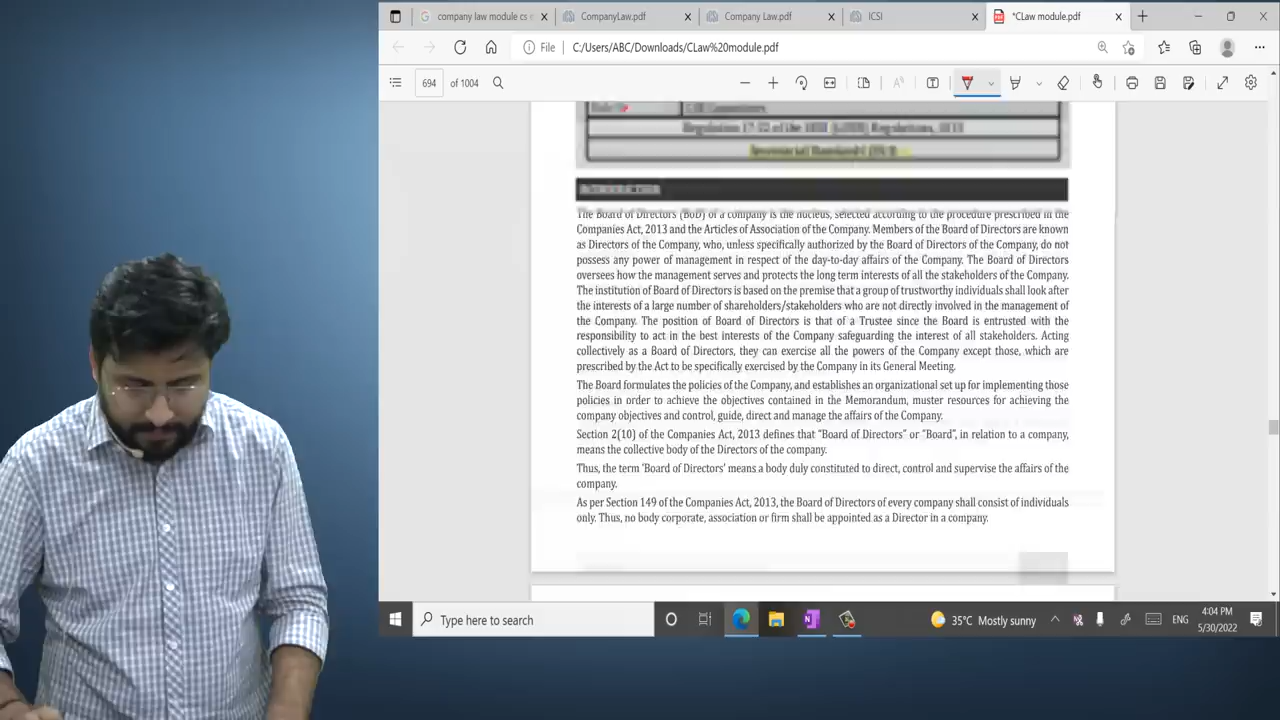 company law module cs
CompanyLaw.pdf
Company Law.pdf
ICSI
*CLaw module.pdf
File
C:/Users/ABC/Downloads/CLaw%20module.pdf
694 of 1004
The Board of Directors (BoD) of a company is the nucleus, selected according to the procedure prescribed in the
Companies Act, 2013 and the Articles of Association of the Company. Members of the Board of Directors are known
as Directors of the Company, who, unless specifically authorized by the Board of Directors of the Company, do not
possess any power of management in respect of the day-to-day affairs of the Company. The Board of Directors
oversees how the management serves and protects the long term interests of all the stakeholders of the Company.
The institution of Board of Directors is based on the premise that a group of trustworthy individuals shall look after
the interests of a large number of shareholders/stakeholders who are not directly involved in the management of
the Company. The position of Board of Directors is that of a Trustee since the Board is entrusted with the
responsibility to act in the best interests of the Company safeguarding the interest of all stakeholders. Acting
collectively as a Board of Directors, they can exercise all the powers of the Company except those, which are
prescribed by the Act to be specifically exercised by the Company in its General Meeting.
The Board formulates the policies of the Company, and establishes an organizational set up for implementing those
policies in order to achieve the objectives contained in the Memorandum, muster resources for achieving the
company objectives and control, guide, direct and manage the affairs of the Company.
Section 2(10) of the Companies Act, 2013 defines that “Board of Directors” or “Board”, in relation to a company,
means the collective body of the Directors of the company.
Thus, the term ‘Board of Directors’ means a body duly constituted to direct, control and supervise the affairs of the
company.
As per Section 149 of the Companies Act, 2013, the Board of Directors of every company shall consist of individuals
only. Thus, no body corporate, association or firm shall be appointed as a Director in a company.
Type here to search
35°C Mostly sunny
ENG
4:04 PM
5/30/2022